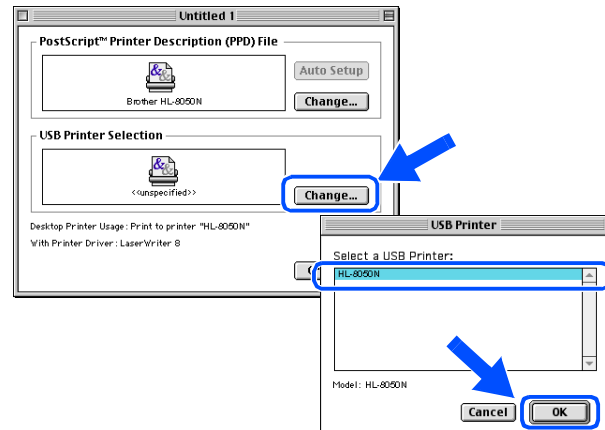 Untitled 1
PostScript™ Printer Description (PPD) File
Auto Setup
Brother HL-8050N
Change...
USB Printer Selection
<<unspecified>>
Change...
Desktop Printer Usage: Print to printer "HL-8050N"
With Printer Driver: LaserWriter 8
USB Printer
Select a USB Printer:
HL-8050N
Model: HL-8050N
Cancel
OK